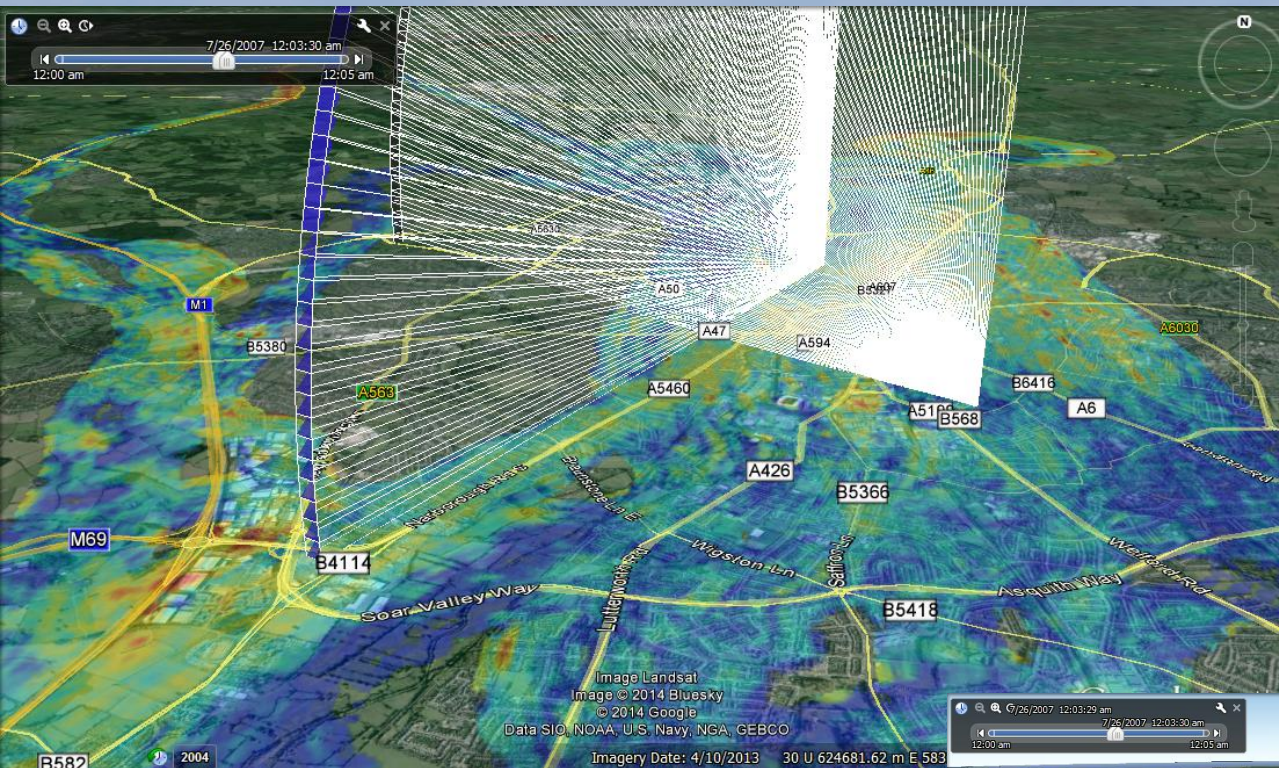 7/26/2007 12:03:30 am
12:00 am
12:05 am
N
A5630
M1
A50
A607
A47
A594
A6030
B5380
A563
A5460
B6416
A6
B568
A426
B5366
Narborough Rd S
M69
B4114
Wigston Ln
Saffron Ln
Welford Rd
Soar Valley Way
Lutterworth Rd
Asquith Way
B5418
Image Landsat
Image © 2014 Bluesky
© 2014 Google
Data SIO, NOAA, U.S. Navy, NGA, GEBCO
7/26/2007 12:03:29 am
7/26/2007 12:03:30 am
12:00 am
12:05 am
B582
2004
Imagery Date: 4/10/2013 30 U 624681.62 m E 583